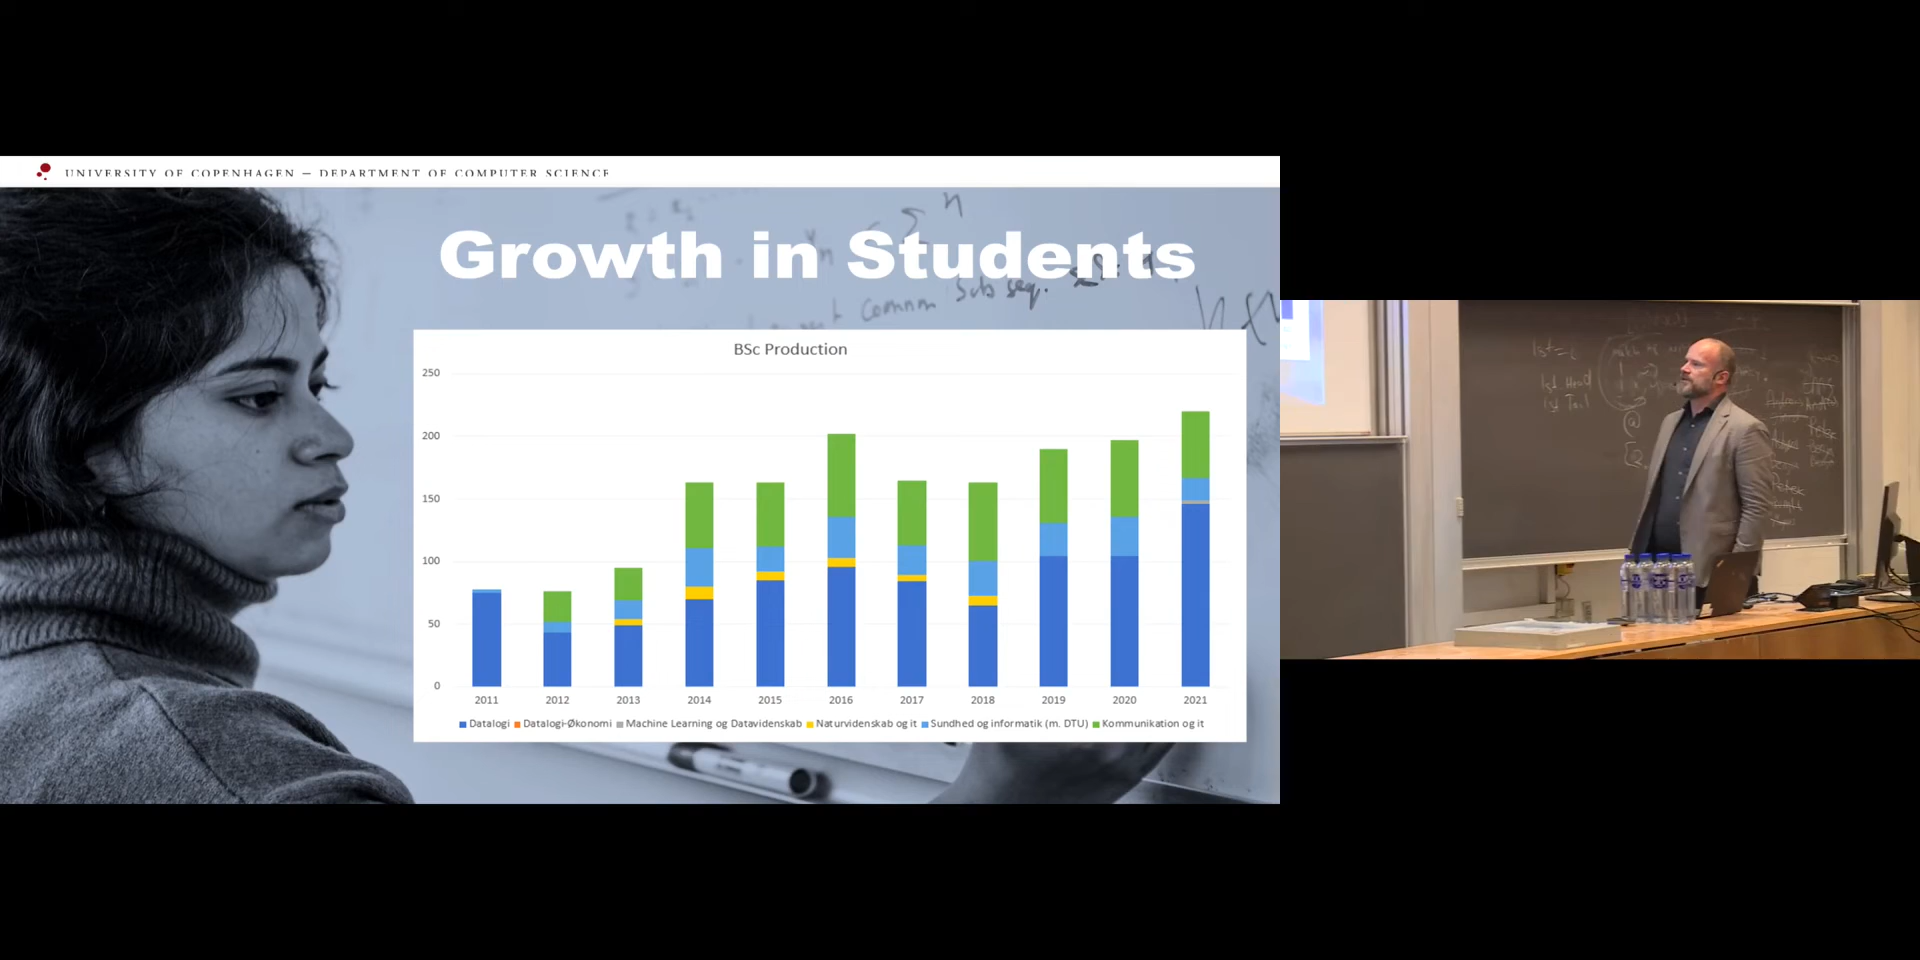 UNIVERSITY OF COPENHAGEN — DEPARTMENT OF COMPUTER SCIENCE
Growth in Students
Common Subseq.
BSc Production
250
200
150
100
50
0
2011 2012 2013 2014 2015 2016 2017 2018 2019 2020 2021
Datalogi Datalogi-Økonomi Machine Learning og Datavidenskab Naturvidenskab og it Sundhed og informatik (m. DTU) Kommunikation og it